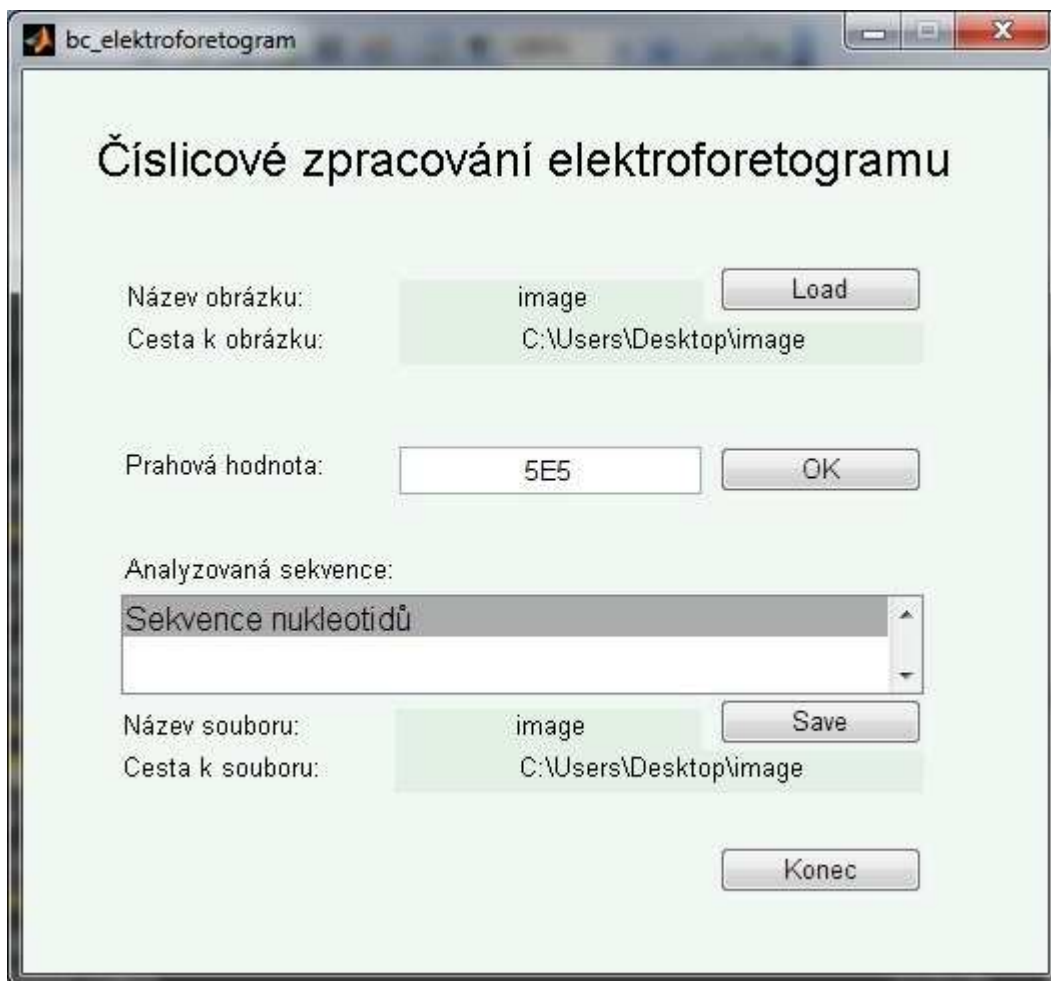 bc_elektroforetogram
Číslicové zpracování elektroforetogramu
Název obrázku: image Load
Cesta k obrázku: C:\Users\Desktop\image
Prahová hodnota: 5E5 OK
Analyzovaná sekvence:
Sekvence nukleotidů
Název souboru: image Save
Cesta k souboru: C:\Users\Desktop\image
Konec